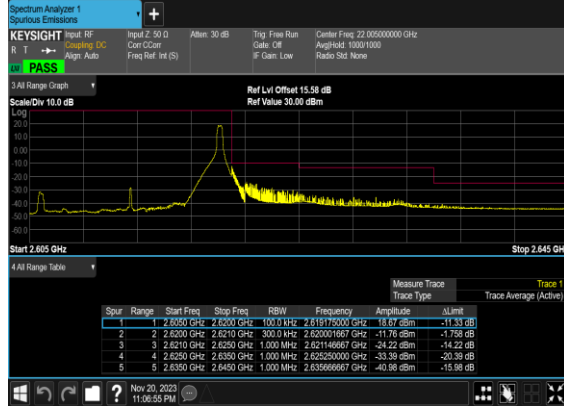 Spectrum Analyzer 1
Spurious Emissions
KEYSIGHT
R T
PASS
Input: RF
Coupling: DC
Align: Auto
Input Z: 50 Ω
Corr CCorr
Freq Ref: Int (S)
Atten: 30 dB
Trig: Free Run
Gate: Off
IF Gain: Low
Center Freq: 22.005000000 GHz
Avg|Hold: 1000/1000
Radio Std: None
3 All Range Graph
Scale/Div 10.0 dB
Ref Lvl Offset 15.58 dB
Ref Value 30.00 dBm
Log
20.0
10.0
0.00
-10.0
-20.0
-30.0
-40.0
-50.0
-60.0
Start 2.605 GHz
Stop 2.645 GH
4 All Range Table
Measure Trace Trace 1
Trace Type Trace Average (Active)
Spur Range Start Freq Stop Freq RBW Frequency Amplitude ΔLimit
1 1 2.6050 GHz 2.6200 GHz 100.0 kHz 2.619175000 GHz 18.67 dBm -11.33 dB
2 2 2.6200 GHz 2.6210 GHz 300.0 kHz 2.620001667 GHz -11.76 dBm -1.758 dB
3 3 2.6210 GHz 2.6250 GHz 1.000 MHz 2.621146667 GHz -24.22 dBm -14.22 dB
4 4 2.6250 GHz 2.6350 GHz 1.000 MHz 2.625250000 GHz -33.39 dBm -20.39 dB
5 5 2.6350 GHz 2.6450 GHz 1.000 MHz 2.635666667 GHz -40.98 dBm -15.98 dB
Nov 20, 2023
11:06:55 PM